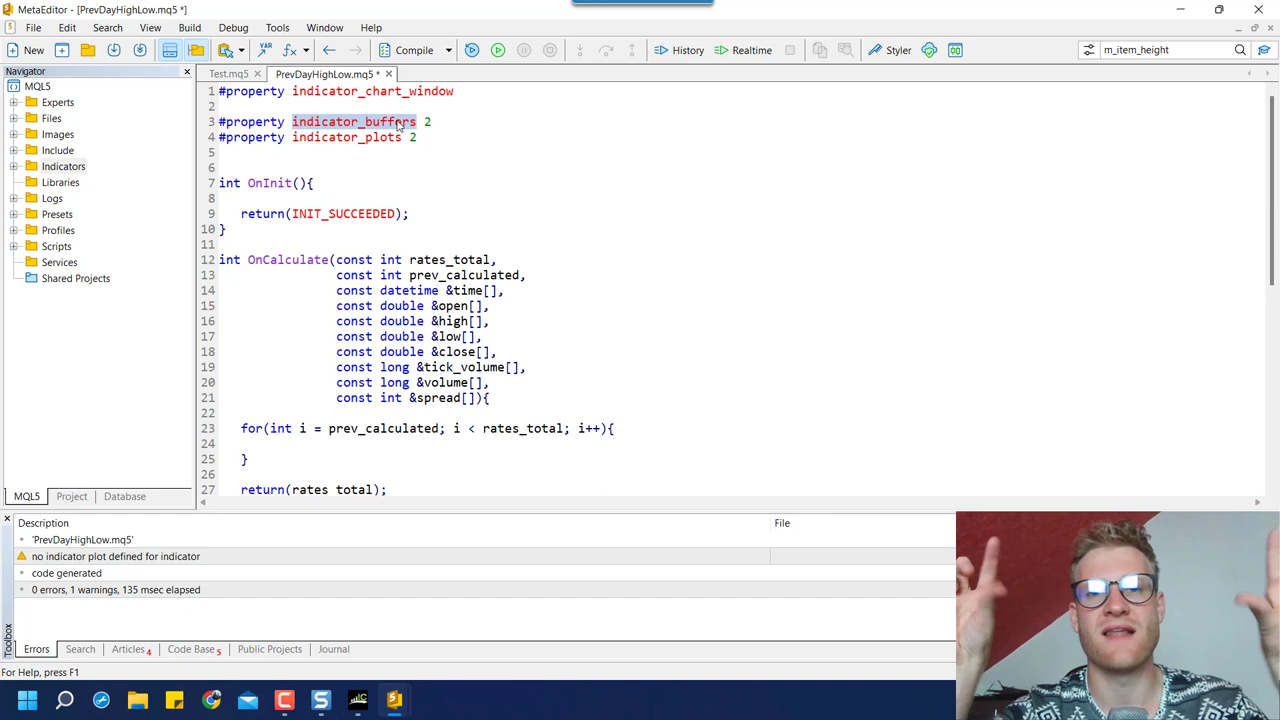 MetaEditor - [PrevDayHighLow.mq5 *]
File Edit Search View Build Debug Tools Window Help
New Compile History Realtime Styler m_item_height
Navigator
Test.mq5 PrevDayHighLow.mq5 *
MQL5
Experts
Files
Images
Include
Indicators
Libraries
Logs
Presets
Profiles
Scripts
Services
Shared Projects
1 #property indicator_chart_window
2
3 #property indicator_buffers 2
4 #property indicator_plots 2
5
6
7 int OnInit(){
8
9 return(INIT_SUCCEEDED);
10 }
11
12 int OnCalculate(const int rates_total,
13 const int prev_calculated,
14 const datetime &time[],
15 const double &open[],
16 const double &high[],
17 const double &low[],
18 const double &close[],
19 const long &tick_volume[],
20 const long &volume[],
21 const int &spread[]){
22
23 for(int i = prev_calculated; i < rates_total; i++){
24
25 }
26
27 return(rates total);
MQL5 Project Database
Description File
'PrevDayHighLow.mq5'
no indicator plot defined for indicator
code generated
0 errors, 1 warnings, 135 msec elapsed
Toolbox
Errors Search Articles 4 Code Base 5 Public Projects Journal
For Help, press F1